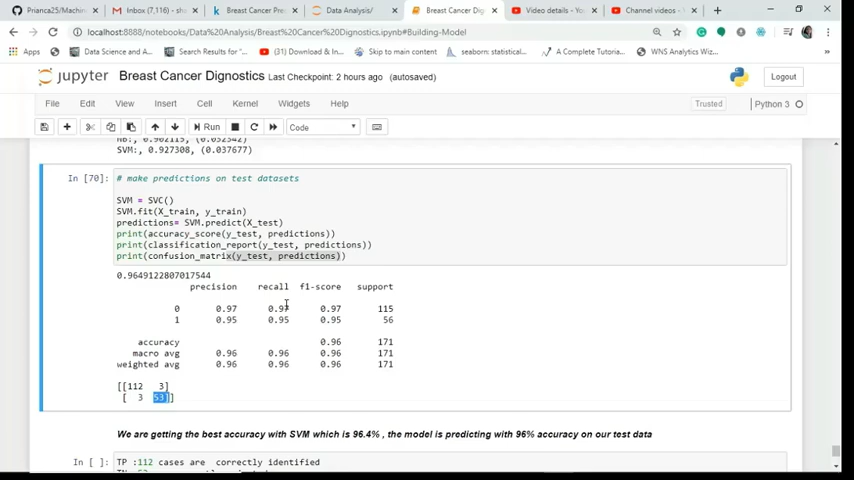 Prianca25/Machin
Inbox (7,116) - sh
Breast Cancer Pre
Data Analysis/
Breast Cancer Dig
Video details - Yo
Channel videos - Y
localhost:8888/notebooks/Data%20Analysis/Breast%20Cancer%20Dignostics.ipynb#Building-Model
Apps
Data Science and A...
Search Results for "...
(31) Download & In...
Skip to main content
seaborn: statistical...
A Complete Tutorial...
WNS Analytics Wiz...
jupyter Breast Cancer Dignostics Last Checkpoint: 2 hours ago (autosaved)
Logout
File Edit View Insert Cell Kernel Widgets Help
Trusted
Python 3
Run
Code
SVM:, 0.927308, (0.037677)
In [70]:
# make predictions on test datasets
SVM = SVC()
SVM.fit(X_train, y_train)
predictions= SVM.predict(X_test)
print(accuracy_score(y_test, predictions))
print(classification_report(y_test, predictions))
print(confusion_matrix(y_test, predictions))
0.9649122807017544
precision recall f1-score support
0 0.97 0.97 0.97 115
1 0.95 0.95 0.95 56
accuracy 0.96 171
macro avg 0.96 0.96 0.96 171
weighted avg 0.96 0.96 0.96 171
[[112 3]
[ 3 53]]
We are getting the best accuracy with SVM which is 96.4% , the model is predicting with 96% accuracy on our test data
In [ ]:
TP :112 cases are correctly identified